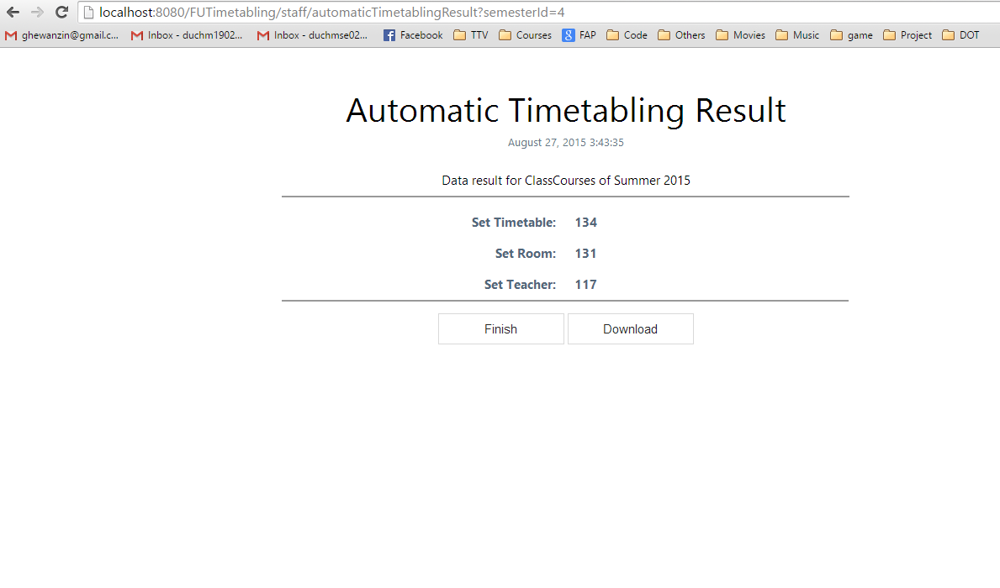 localhost:8080/FUTimetabling/staff/automaticTimetablingResult?semesterId=4
ghewanzin@gmail.c... Inbox - duchm1902... Inbox - duchmse02... Facebook TTV Courses FAP Code Others Movies Music game Project DOT
Automatic Timetabling Result
August 27, 2015 3:43:35
Data result for ClassCourses of Summer 2015
Set Timetable: 134
Set Room: 131
Set Teacher: 117
Finish Download